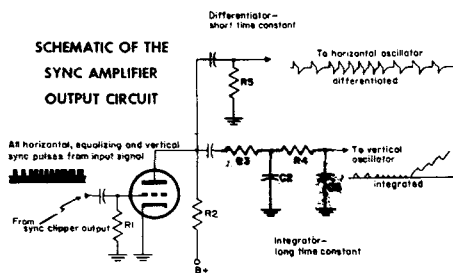 Differentiator-
short time constant
SCHEMATIC OF THE
SYNC AMPLIFIER
OUTPUT CIRCUIT
To horizontal oscillator
differentiated
R5
All horizontal, equalizing and vertical
sync pulses from input signal
R3
R4
To vertical
oscillator
C2
integrated
R1
R2
From
sync clipper output
Integrator-
long time constant
B+